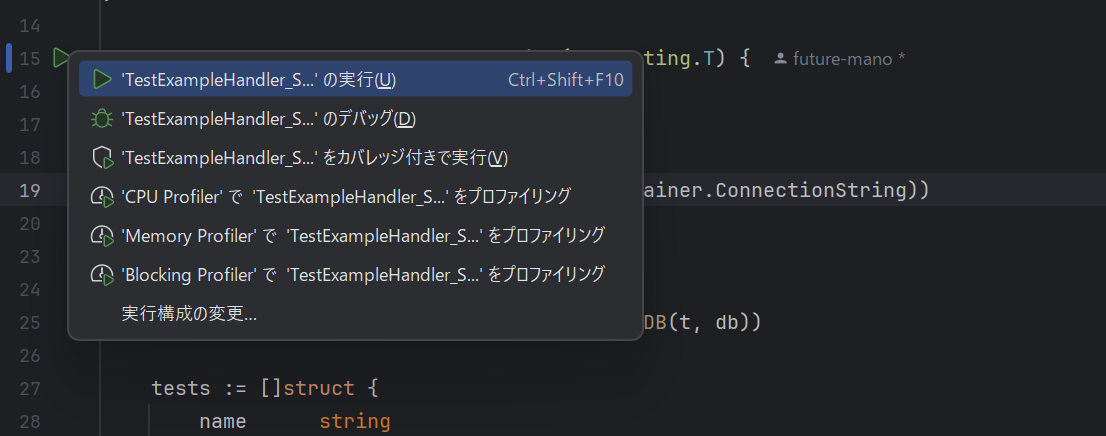 14
15 'TestExampleHandler_S...' の実行(U) Ctrl+Shift+F10 ting.T) { future-mano *
16 'TestExampleHandler_S...' のデバッグ(D)
17
18 'TestExampleHandler_S...' をカバレッジ付きで実行(V)
19 'CPU Profiler' で 'TestExampleHandler_S...' をプロファイリング ainer.ConnectionString))
20
23 'Memory Profiler' で 'TestExampleHandler_S...' をプロファイリング
24 'Blocking Profiler' で 'TestExampleHandler_S...' をプロファイリング
25 実行構成の変更... DB(t, db))
26
27 tests := []struct {
28 name string